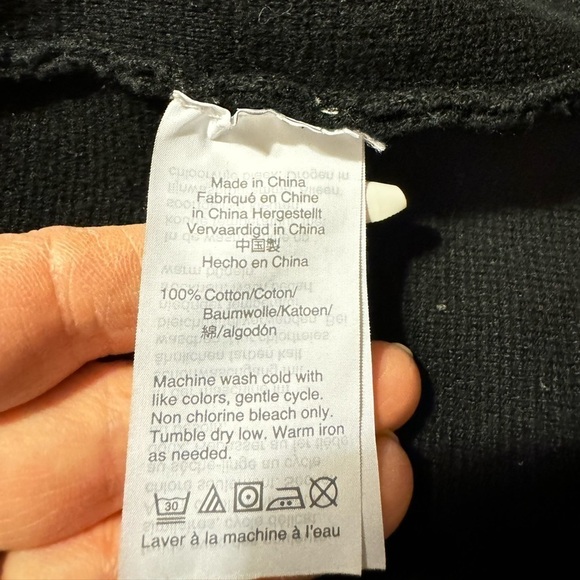 Made in China
Fabriqué en Chine
in China Hergestellt
Vervaardigd in China
中国製
Hecho en China
100% Cotton/Coton/
Baumwolle/Katoen/
綿/algodón
Machine wash cold with
like colors, gentle cycle.
Non chlorine bleach only.
Tumble dry low. Warm iron
as needed.
30
Laver à la machine à l'eau